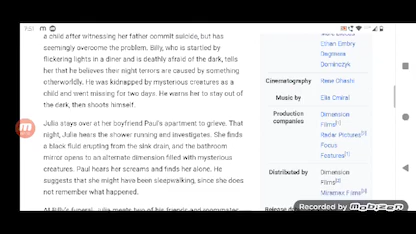 7:51
a child after witnessing her father commit suicide, but has
seemingly overcome the problem. Billy, who is startled by
flickering lights in a diner and is deathly afraid of the dark, tells
her that he believes their night terrors are caused by something
otherworldly. He was kidnapped by mysterious creatures as a
child and went missing for two days. He warns her to stay out of
the dark, then shoots himself.
Julia stays over at her boyfriend Paul's apartment to grieve. That
night, Julia hears the shower running and investigates. She finds
a black fluid erupting from the sink drain, and the bathroom
mirror opens to an alternate dimension filled with mysterious
creatures. Paul hears her screams and finds her alone. He
suggests that she might have been sleepwalking, since she does
not remember what happened.
At Billy's funeral, Julia meets two of his friends and roommates
Ethan Embry
Dagmara
Dominczyk
Cinematography
Rene Ohashi
Music by
Elia Cmiral
Production
companies
Dimension
Films
Radar Pictures
Focus
Features
Distributed by
Dimension
Films
Miramax Films
Release
Recorded by
MOBIZEN